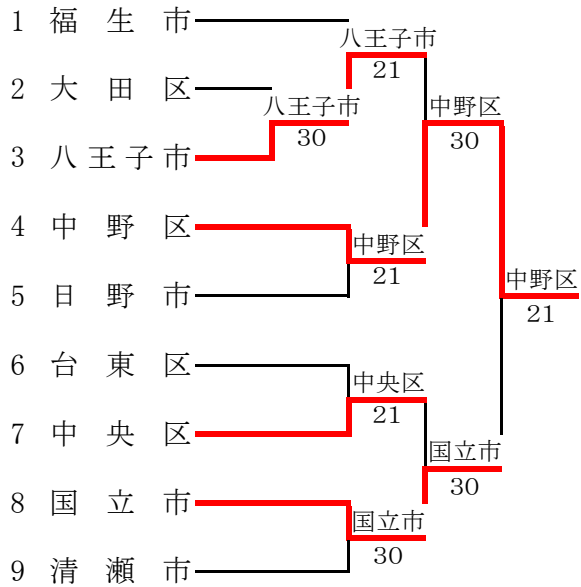 1 福生市
八王子市
21
2 大田区
八王子市
30
中野区
30
3 八王子市
4 中野区
中野区
21
5 日野市
中野区
21
6 台東区
中央区
21
7 中央区
国立市
30
8 国立市
国立市
30
9 清瀬市